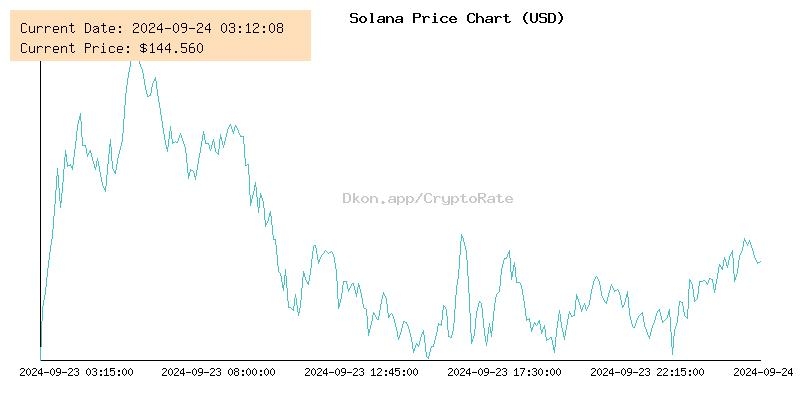 Solana Price Chart (USD)
Current Date: 2024-09-24 03:12:08
Current Price: $144.560
Dkon.app/CryptoRate
2024-09-23 03:15:00 2024-09-23 08:00:00 2024-09-23 12:45:00 2024-09-23 17:30:00 2024-09-23 22:15:00 2024-09-24